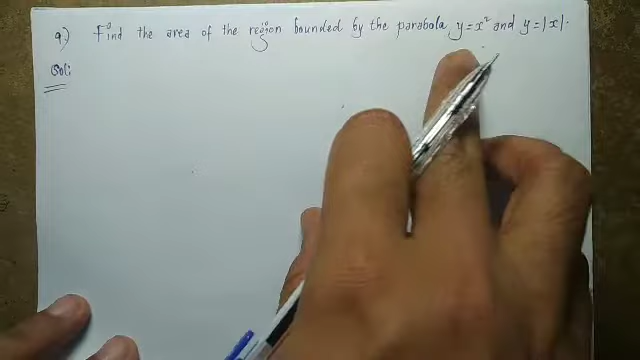 9.) Find the area of the region bounded by the parabola y = x² and y = |x|.
Sol: